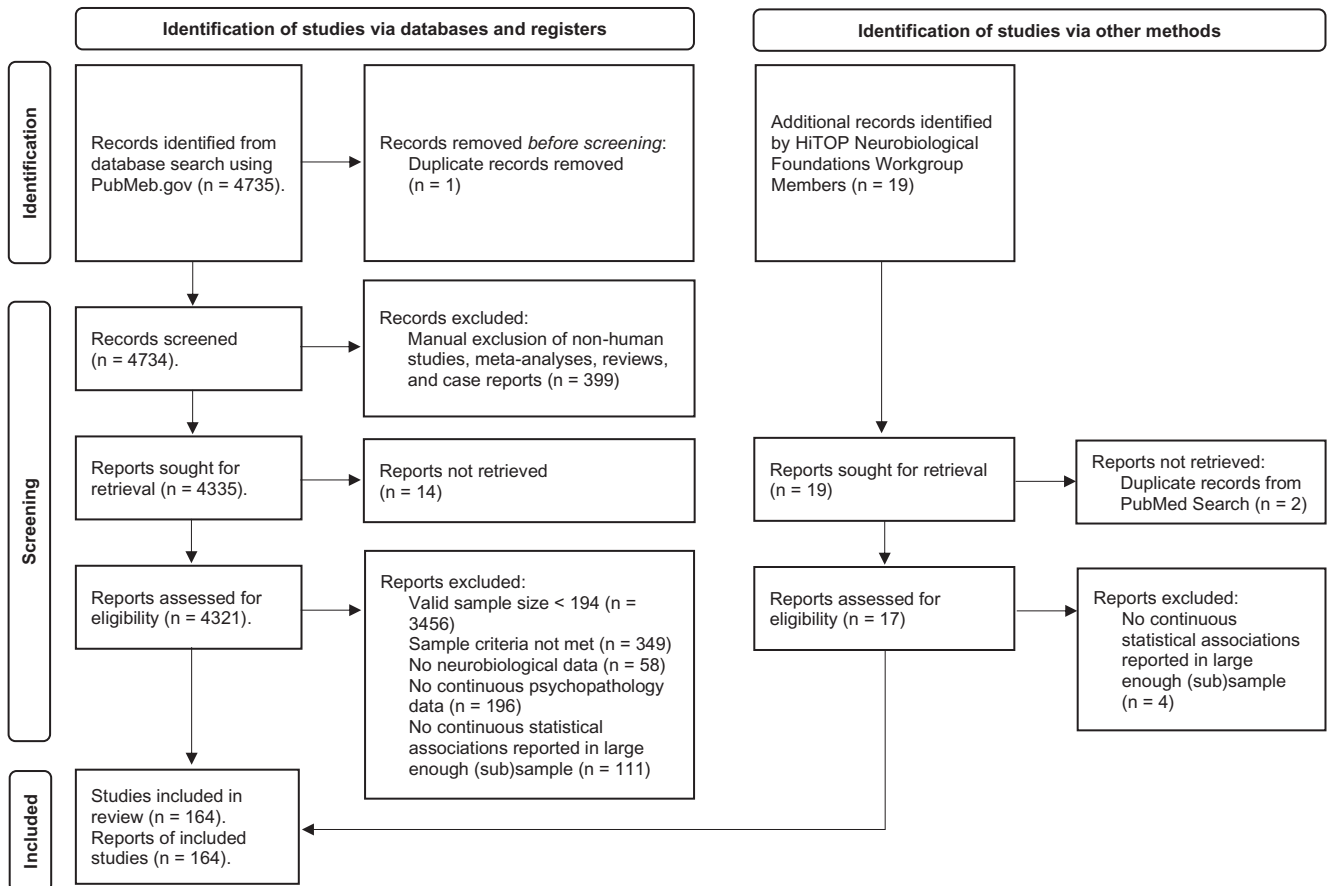 Identification of studies via databases and registers
Identification of studies via other methods
Identification
Records identified from
database search using
PubMeb.gov (n = 4735).
Records removed before screening:
Duplicate records removed
(n = 1)
Additional records identified
by HiTOP Neurobiological
Foundations Workgroup
Members (n = 19)
Screening
Records screened
(n = 4734).
Records excluded:
Manual exclusion of non-human
studies, meta-analyses, reviews,
and case reports (n = 399)
Reports sought for
retrieval (n = 4335).
Reports not retrieved
(n = 14)
Reports sought for retrieval
(n = 19)
Reports not retrieved:
Duplicate records from
PubMed Search (n = 2)
Reports assessed for
eligibility (n = 4321).
Reports excluded:
Valid sample size < 194 (n =
3456)
Sample criteria not met (n = 349)
No neurobiological data (n = 58)
No continuous psychopathology
data (n = 196)
No continuous statistical
associations reported in large
enough (sub)sample (n = 111)
Reports assessed for
eligibility (n = 17)
Reports excluded:
No continuous
statistical associations
reported in large
enough (sub)sample
(n = 4)
Included
Studies included in
review (n = 164).
Reports of included
studies (n = 164).